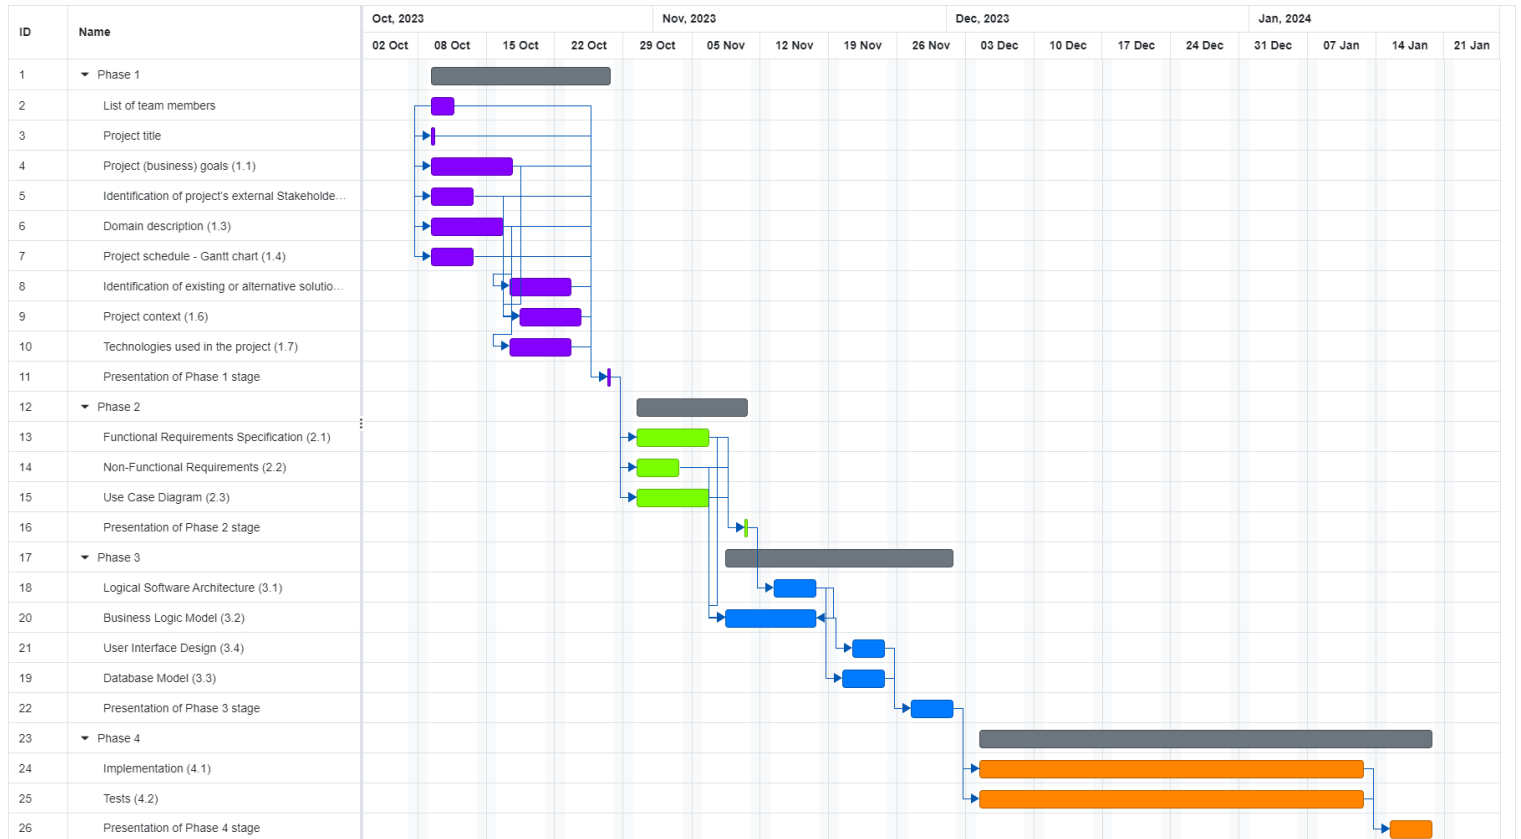 ID Name Oct, 2023 Nov, 2023 Dec, 2023 Jan, 2024
02 Oct 08 Oct 15 Oct 22 Oct 29 Oct 05 Nov 12 Nov 19 Nov 26 Nov 03 Dec 10 Dec 17 Dec 24 Dec 31 Dec 07 Jan 14 Jan 21 Jan
1 Phase 1
2 List of team members
3 Project title
4 Project (business) goals (1.1)
5 Identification of project's external Stakeholde...
6 Domain description (1.3)
7 Project schedule - Gantt chart (1.4)
8 Identification of existing or alternative solutio...
9 Project context (1.6)
10 Technologies used in the project (1.7)
11 Presentation of Phase 1 stage
12 Phase 2
13 Functional Requirements Specification (2.1)
14 Non-Functional Requirements (2.2)
15 Use Case Diagram (2.3)
16 Presentation of Phase 2 stage
17 Phase 3
18 Logical Software Architecture (3.1)
20 Business Logic Model (3.2)
21 User Interface Design (3.4)
19 Database Model (3.3)
22 Presentation of Phase 3 stage
23 Phase 4
24 Implementation (4.1)
25 Tests (4.2)
26 Presentation of Phase 4 stage